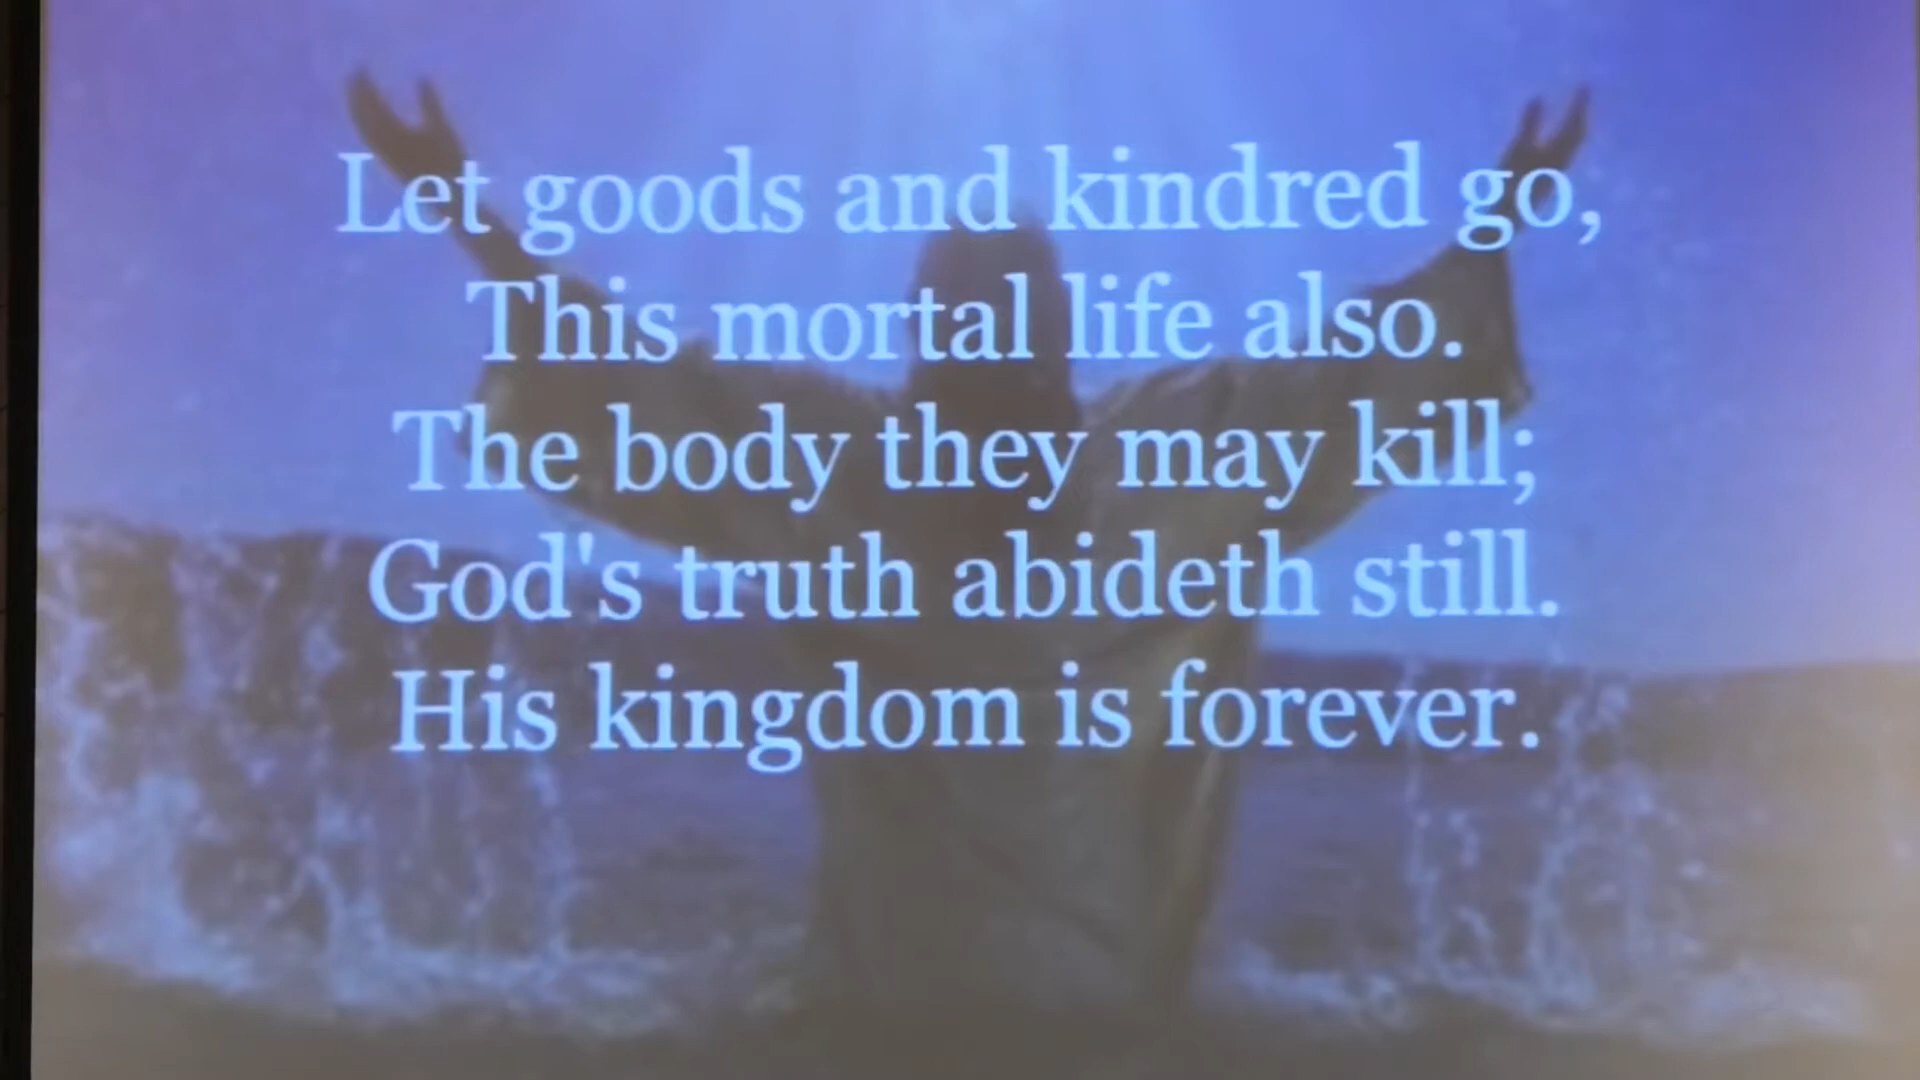 Let goods and kindred go,
This mortal life also.
The body they may kill;
God's truth abideth still.
His kingdom is forever.